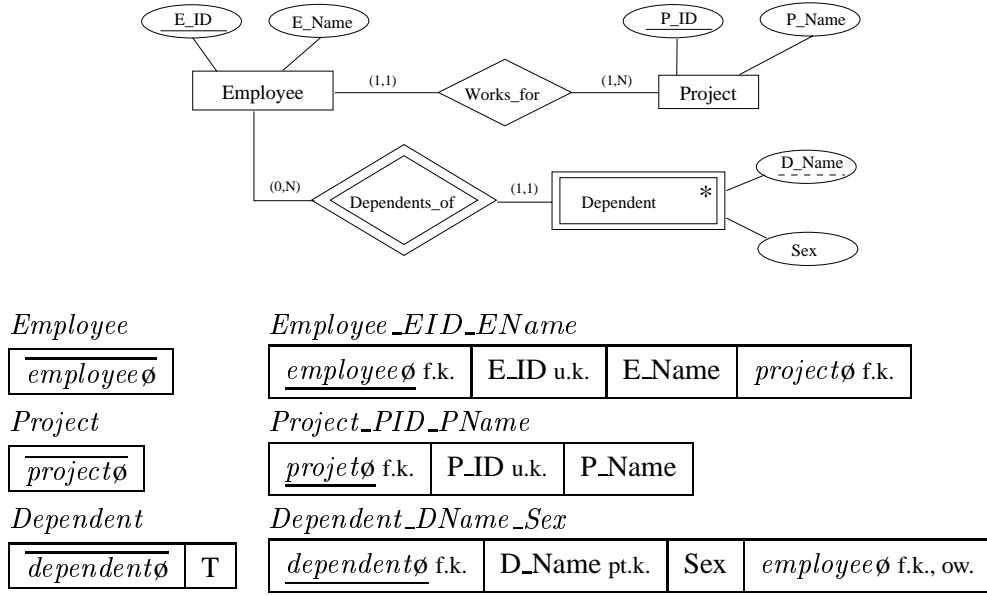 E_ID E_Name P_ID P_Name
Employee (1,1) Works_for (1,N) Project
(0,N) Dependents_of (1,1) Dependent * D_Name
Sex
Employee Employee_EID_EName
employeeø employeeø f.k. E_ID u.k. E_Name projectø f.k.
Project Project_PID_PName
projectø projetø f.k. P_ID u.k. P_Name
Dependent Dependent_DName_Sex
dependentø T dependentø f.k. D_Name pt.k. Sex employeeø f.k., ow.